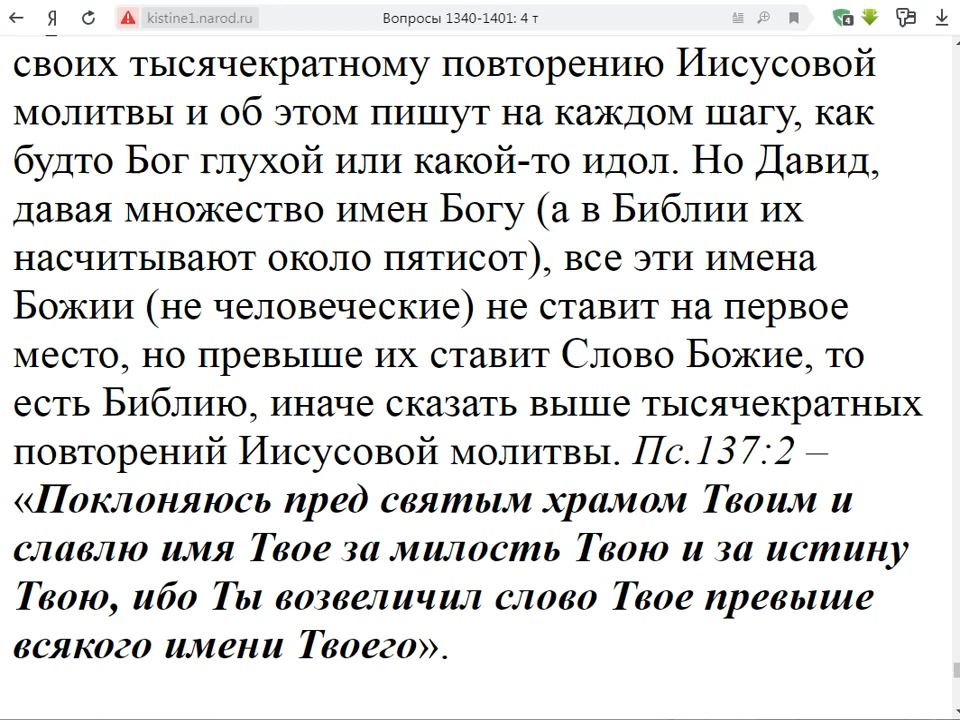 kistine1.narod.ru
Вопросы 1340-1401: 4 т
4
своих тысячекратному повторению Иисусовой
молитвы и об этом пишут на каждом шагу, как
будто Бог глухой или какой-то идол. Но Давид,
давая множество имен Богу (а в Библии их
насчитывают около пятисот), все эти имена
Божии (не человеческие) не ставит на первое
место, но превыше их ставит Слово Божие, то
есть Библию, иначе сказать выше тысячекратных
повторений Иисусовой молитвы. Пс.137:2 –
«Поклоняюсь пред святым храмом Твоим и
славлю имя Твое за милость Твою и за истину
Твою, ибо Ты возвеличил слово Твое превыше
всякого имени Твоего».